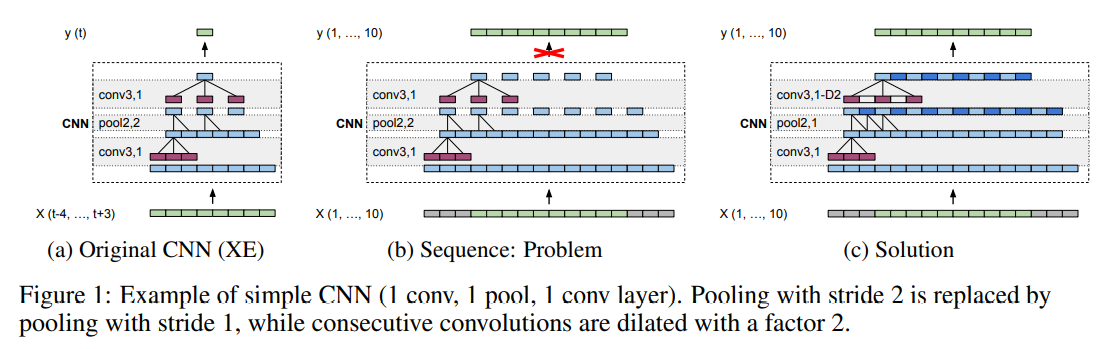 y (t)
conv3,1
CNN
pool2,2
conv3,1
X (t-4, …, t+3)
(a) Original CNN (XE)
y (1, …, 10)
conv3,1
CNN
pool2,2
conv3,1
X (1, …, 10)
(b) Sequence: Problem
y (1, …, 10)
conv3,1-D2
CNN
pool2,1
conv3,1
X (1, …, 10)
(c) Solution
Figure 1: Example of simple CNN (1 conv, 1 pool, 1 conv layer). Pooling with stride 2 is replaced by
pooling with stride 1, while consecutive convolutions are dilated with a factor 2.